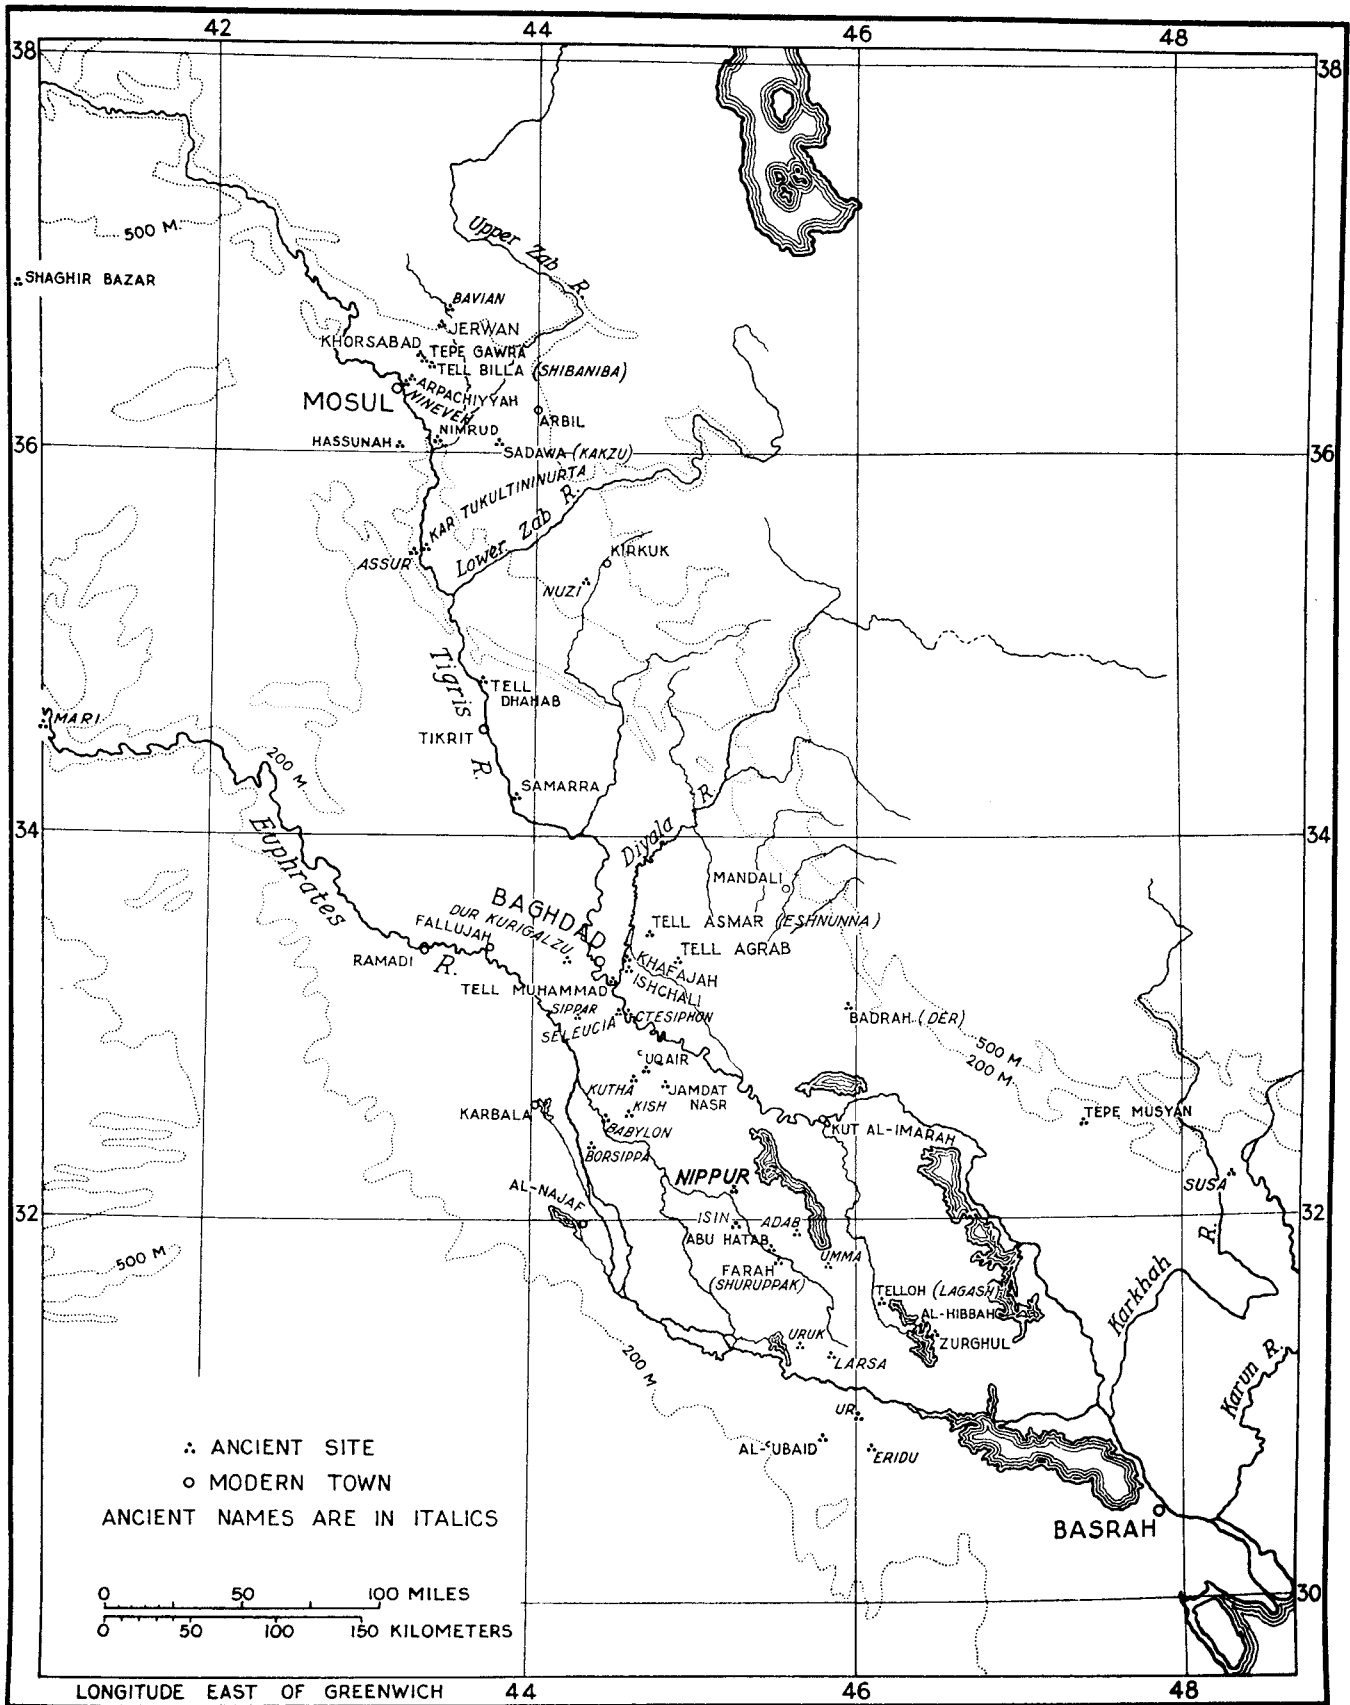 42 44 46 48
38 38
500 M.
Upper Zab R.
SHAGHIR BAZAR
BAVIAN
JERWAN
KHORSABAD
TEPE GAWRA
TELL BILLA (SHIBANIBA)
ARPACHIYYAH
MOSUL
NINEVEH
ARBIL
NIMRUD
HASSUNAH
SADAWA (KAKZU)
36 36
KAR TUKULTININURTA
Lower Zab R.
ASSUR
KIRKUK
NUZI
Tigris R
TELL
DHAHAB
MARI
TIKRIT
200 M
SAMARRA
34 34
Euphrates R.
Diyala R.
MANDALI
BAGHDAD
DUR KURIGALZU
FALLUJAH
TELL ASMAR (ESHNUNNA)
TELL AGRAB
RAMADI
KHAFAJAH
ISHCHALI
TELL MUHAMMAD
SIPPAR
SELEUCIA
CTESIPHON
BADRAH (DER)
500 M
200 M
ʿUQAIR
KUTHA
JAMDAT
NASR
KISH
KARBALA
BABYLON
KUT AL-IMARAH
TEPE MUSYAN
BORSIPPA
NIPPUR
SUSA
AL-NAJAF
32 32
ISIN
ADAB
ABU HATAB
UMMA
FARAH
(SHURUPPAK)
500 M
TELLOH (LAGASH)
AL-HIBBAH
ZURGHUL
Karkhah R.
URUK
LARSA
200 M
Karun R.
UR
AL-ʿUBAID
ERIDU
ANCIENT SITE
MODERN TOWN
ANCIENT NAMES ARE IN ITALICS
BASRAH
30
0 50 100 MILES
0 50 100 150 KILOMETERS
LONGITUDE EAST OF GREENWICH 44 46 48